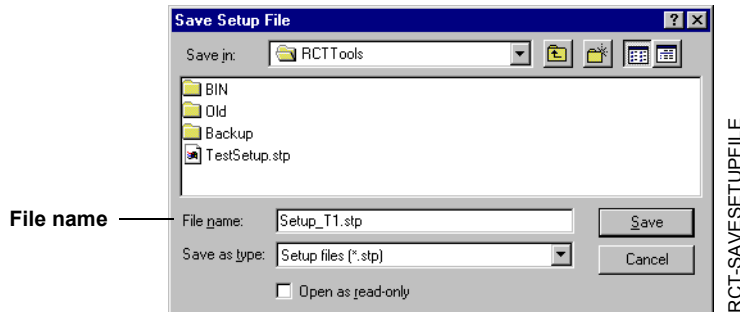 Save Setup File
Save in: RCTTools
BIN
Old
Backup
TestSetup.stp
File name
File name: Setup_T1.stp Save
Save as type: Setup files (*.stp) Cancel
Open as read-only
RCT-SAVESETUPFILE